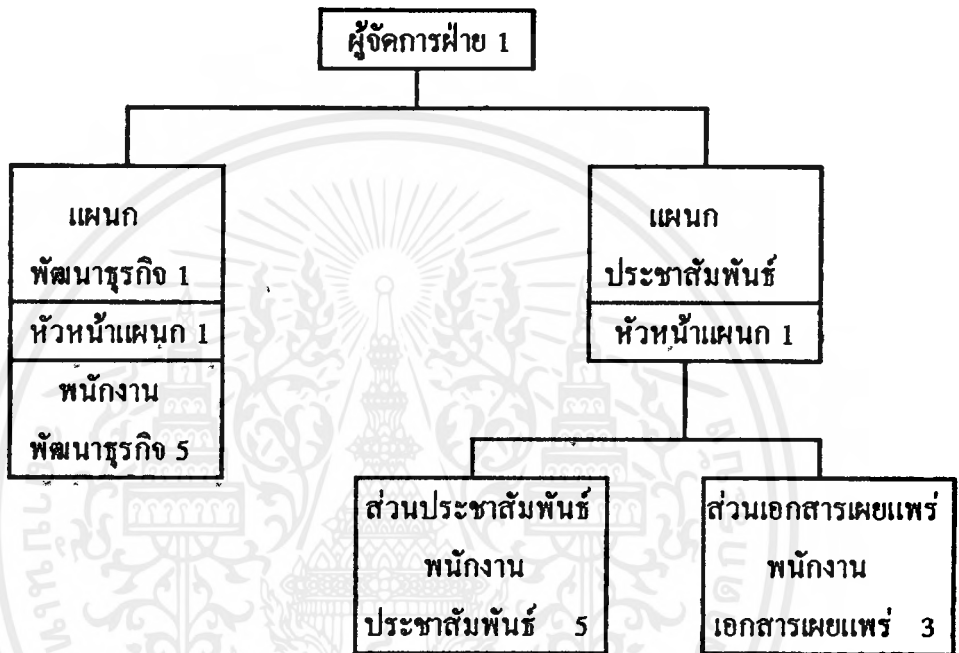 ผู้จัดการฝ่าย 1
แผนก
พัฒนาธุรกิจ 1
หัวหน้าแผนก 1
พนักงาน
พัฒนาธุรกิจ 5
แผนก
ประชาสัมพันธ์
หัวหน้าแผนก 1
ส่วนประชาสัมพันธ์
พนักงาน
ประชาสัมพันธ์ 5
ส่วนเอกสารเผยแพร่
พนักงาน
เอกสารเผยแพร่ 3